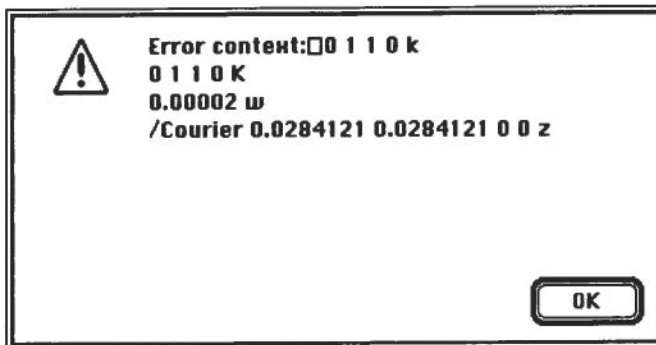 Error context:□0 1 1 0 k
0 1 1 0 K
0.00002 w
/Courier 0.0284121 0.0284121 0 0 z
OK